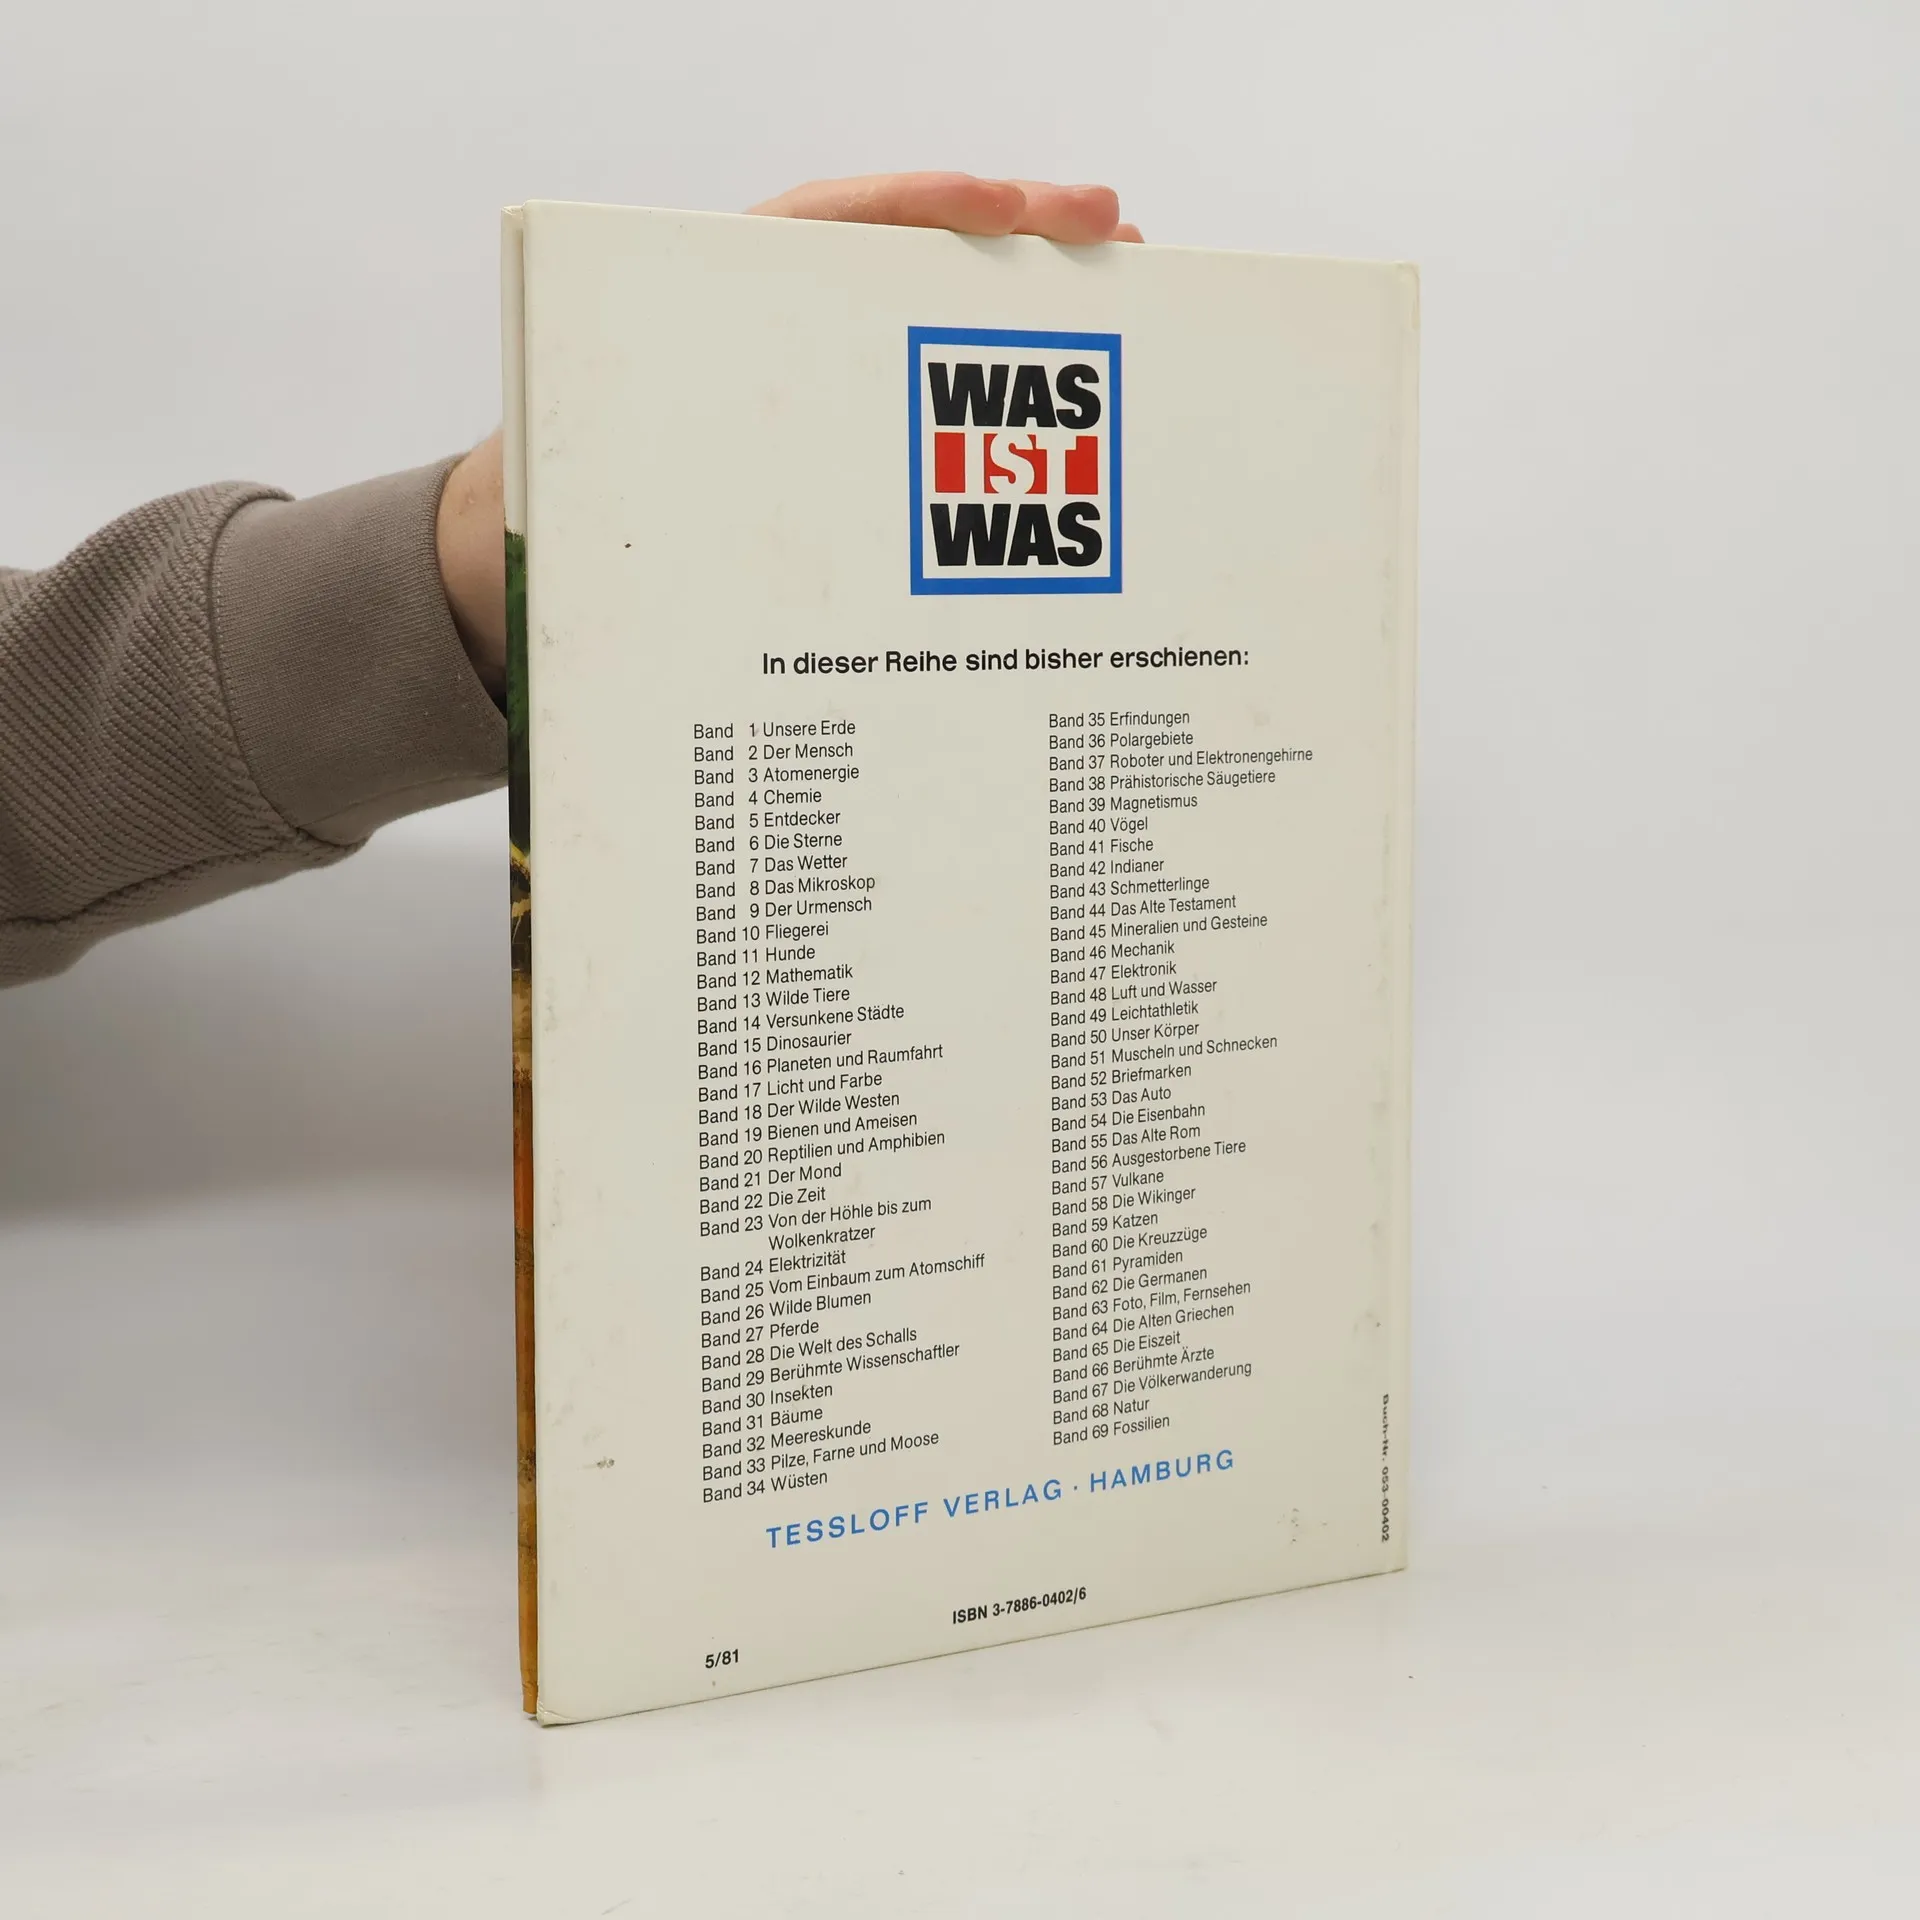 WAS
IST
WAS
In dieser Reihe sind bisher erschienen:
Band 1 Unsere Erde
Band 2 Der Mensch
Band 3 Atomenergie
Band 4 Chemie
Band 5 Entdecker
Band 6 Die Sterne
Band 7 Das Wetter
Band 8 Das Mikroskop
Band 9 Der Urmensch
Band 10 Fliegerei
Band 11 Hunde
Band 12 Mathematik
Band 13 Wilde Tiere
Band 14 Versunkene Städte
Band 15 Dinosaurier
Band 16 Planeten und Raumfahrt
Band 17 Licht und Farbe
Band 18 Der Wilde Westen
Band 19 Bienen und Ameisen
Band 20 Reptilien und Amphibien
Band 21 Der Mond
Band 22 Die Zeit
Band 23 Von der Höhle bis zum
Wolkenkratzer
Band 24 Elektrizität
Band 25 Vom Einbaum zum Atomschiff
Band 26 Wilde Blumen
Band 27 Pferde
Band 28 Die Welt des Schalls
Band 29 Berühmte Wissenschaftler
Band 30 Insekten
Band 31 Bäume
Band 32 Meereskunde
Band 33 Pilze, Farne und Moose
Band 34 Wüsten
Band 35 Erfindungen
Band 36 Polargebiete
Band 37 Roboter und Elektronengehirne
Band 38 Prähistorische Säugetiere
Band 39 Magnetismus
Band 40 Vögel
Band 41 Fische
Band 42 Indianer
Band 43 Schmetterlinge
Band 44 Das Alte Testament
Band 45 Mineralien und Gesteine
Band 46 Mechanik
Band 47 Elektronik
Band 48 Luft und Wasser
Band 49 Leichtathletik
Band 50 Unser Körper
Band 51 Muscheln und Schnecken
Band 52 Briefmarken
Band 53 Das Auto
Band 54 Die Eisenbahn
Band 55 Das Alte Rom
Band 56 Ausgestorbene Tiere
Band 57 Vulkane
Band 58 Die Wikinger
Band 59 Katzen
Band 60 Die Kreuzzüge
Band 61 Pyramiden
Band 62 Die Germanen
Band 63 Foto, Film, Fernsehen
Band 64 Die Alten Griechen
Band 65 Die Eiszeit
Band 66 Berühmte Ärzte
Band 67 Die Völkerwanderung
Band 68 Natur
Band 69 Fossilien
TESSLOFF VERLAG · HAMBURG
ISBN 3-7886-0402/6
5/81
Buch-Nr. 053-00402